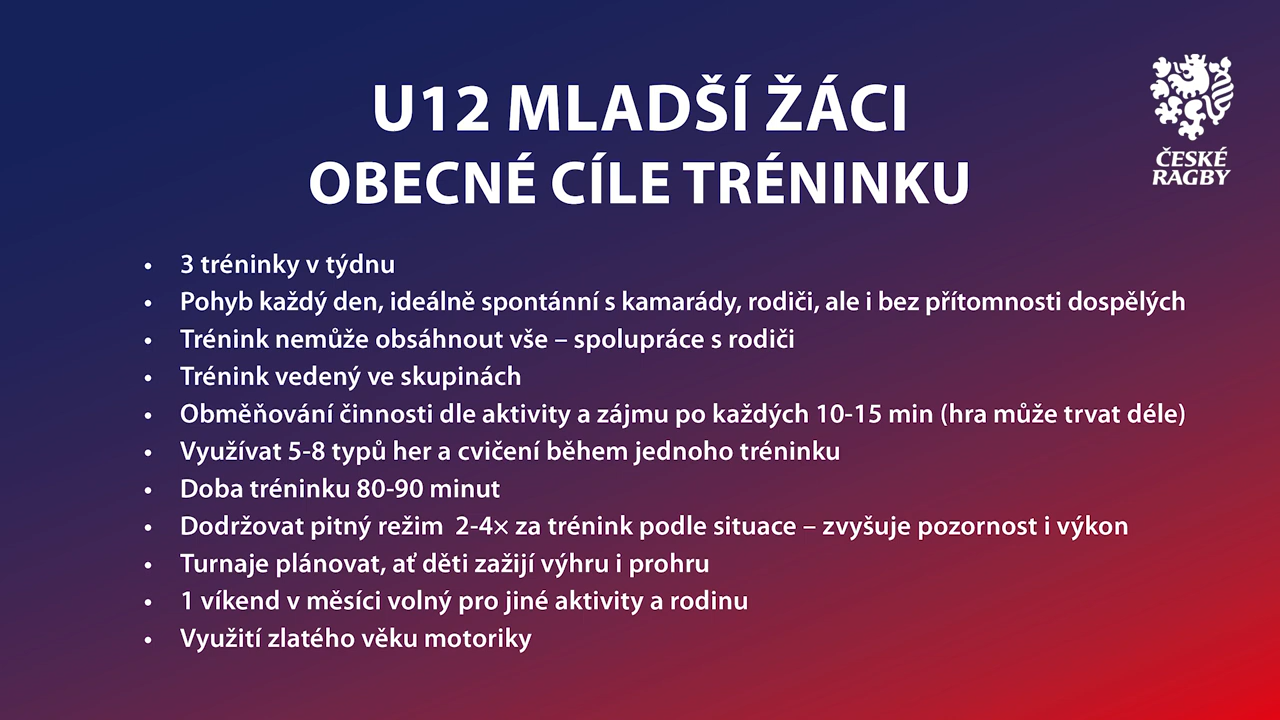 U12 MLADŠÍ ŽÁCI
OBECNÉ CÍLE TRÉNINKU
ČESKÉ
RAGBY
• 3 tréninky v týdnu
• Pohyb každý den, ideálně spontánní s kamarády, rodiči, ale i bez přítomnosti dospělých
• Trénink nemůže obsáhnout vše – spolupráce s rodiči
• Trénink vedený ve skupinách
• Obměňování činnosti dle aktivity a zájmu po každých 10-15 min (hra může trvat déle)
• Využívat 5-8 typů her a cvičení během jednoho tréninku
• Doba tréninku 80-90 minut
• Dodržovat pitný režim  2-4× za trénink podle situace – zvyšuje pozornost i výkon
• Turnaje plánovat, ať děti zažijí výhru i prohru
• 1 víkend v měsíci volný pro jiné aktivity a rodinu
• Využití zlatého věku motoriky